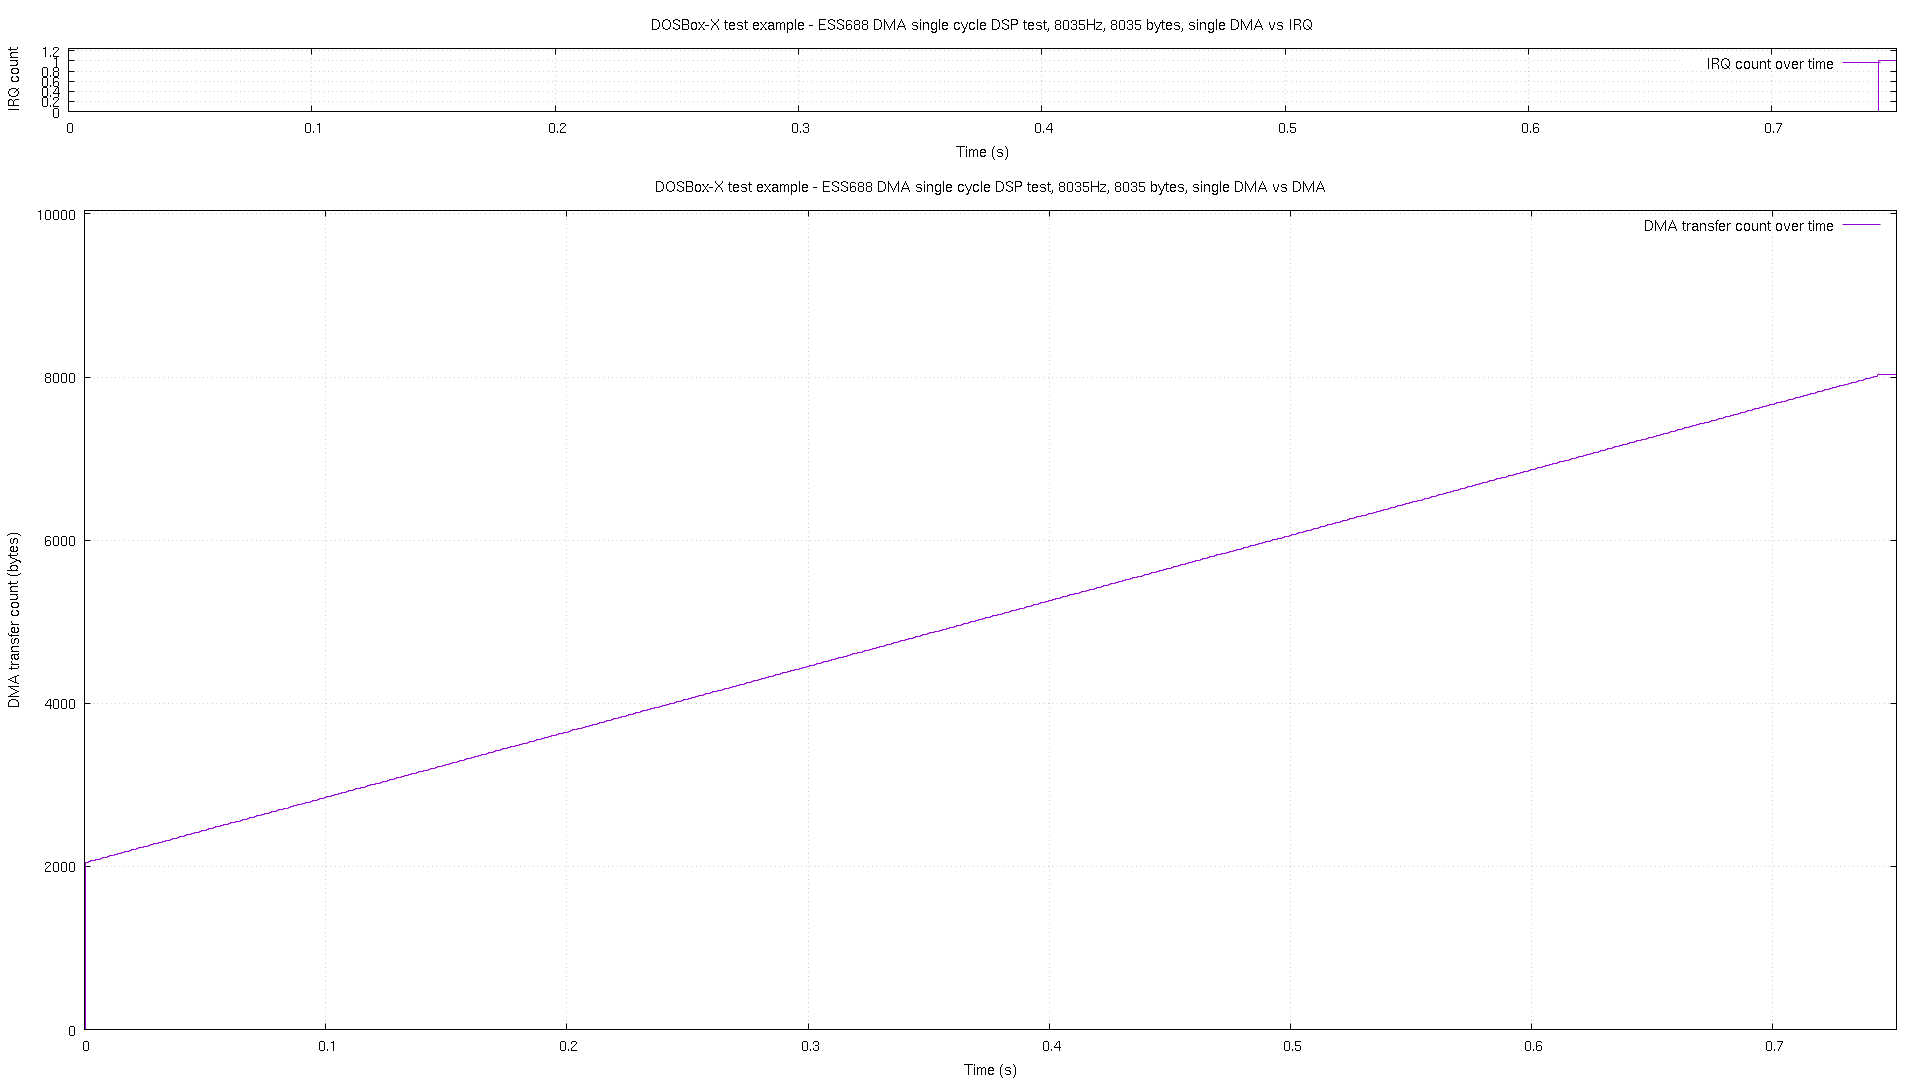 DOSBox-X test example - ESS688 DMA single cycle DSP test, 8035Hz, 8035 bytes, single DMA vs IRQ
IRQ count
1.2
1
0.8
0.6
0.4
0.2
0
IRQ count over time
0 0.1 0.2 0.3 0.4 0.5 0.6 0.7
Time (s)
DOSBox-X test example - ESS688 DMA single cycle DSP test, 8035Hz, 8035 bytes, single DMA vs DMA
DMA transfer count (bytes)
10000
DMA transfer count over time
8000
6000
4000
2000
0
0 0.1 0.2 0.3 0.4 0.5 0.6 0.7
Time (s)